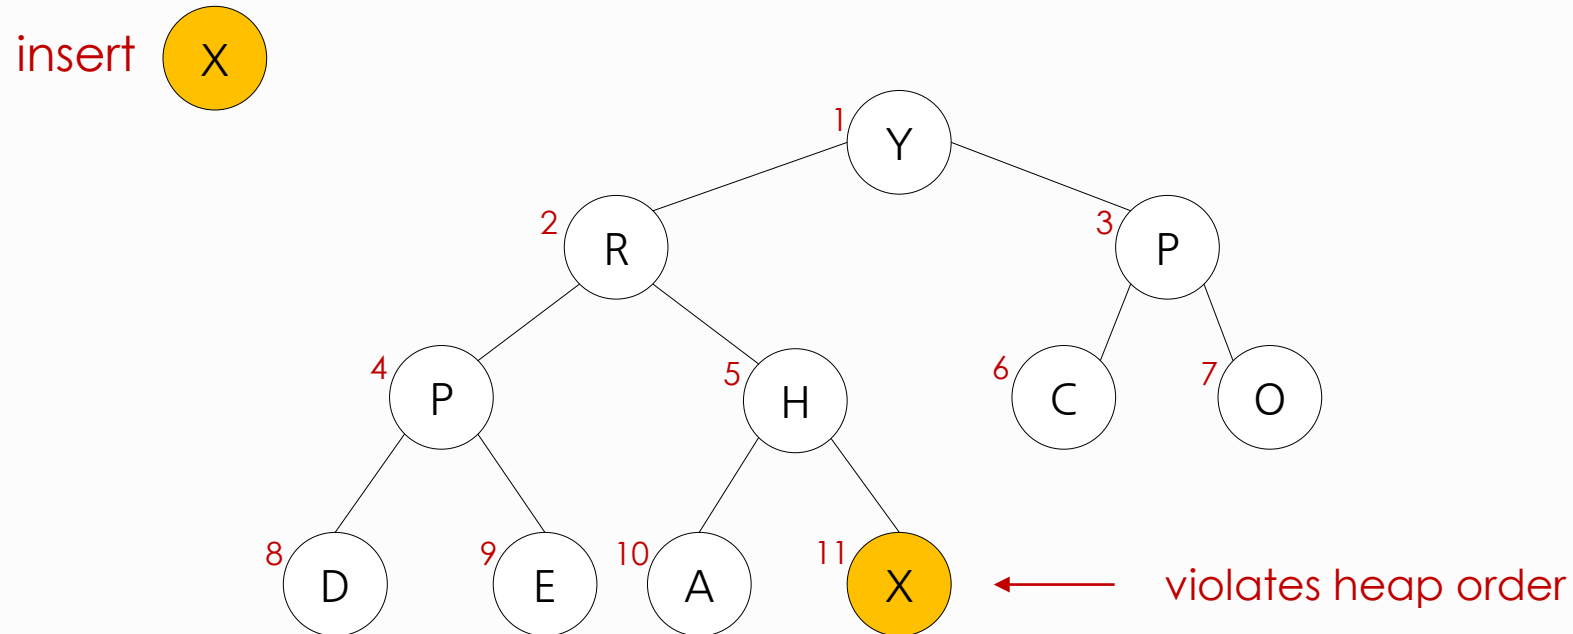 insert X
1 Y
2 R 3 P
4 P 5 H 6 C 7 O
8 D 9 E 10 A 11 X violates heap order